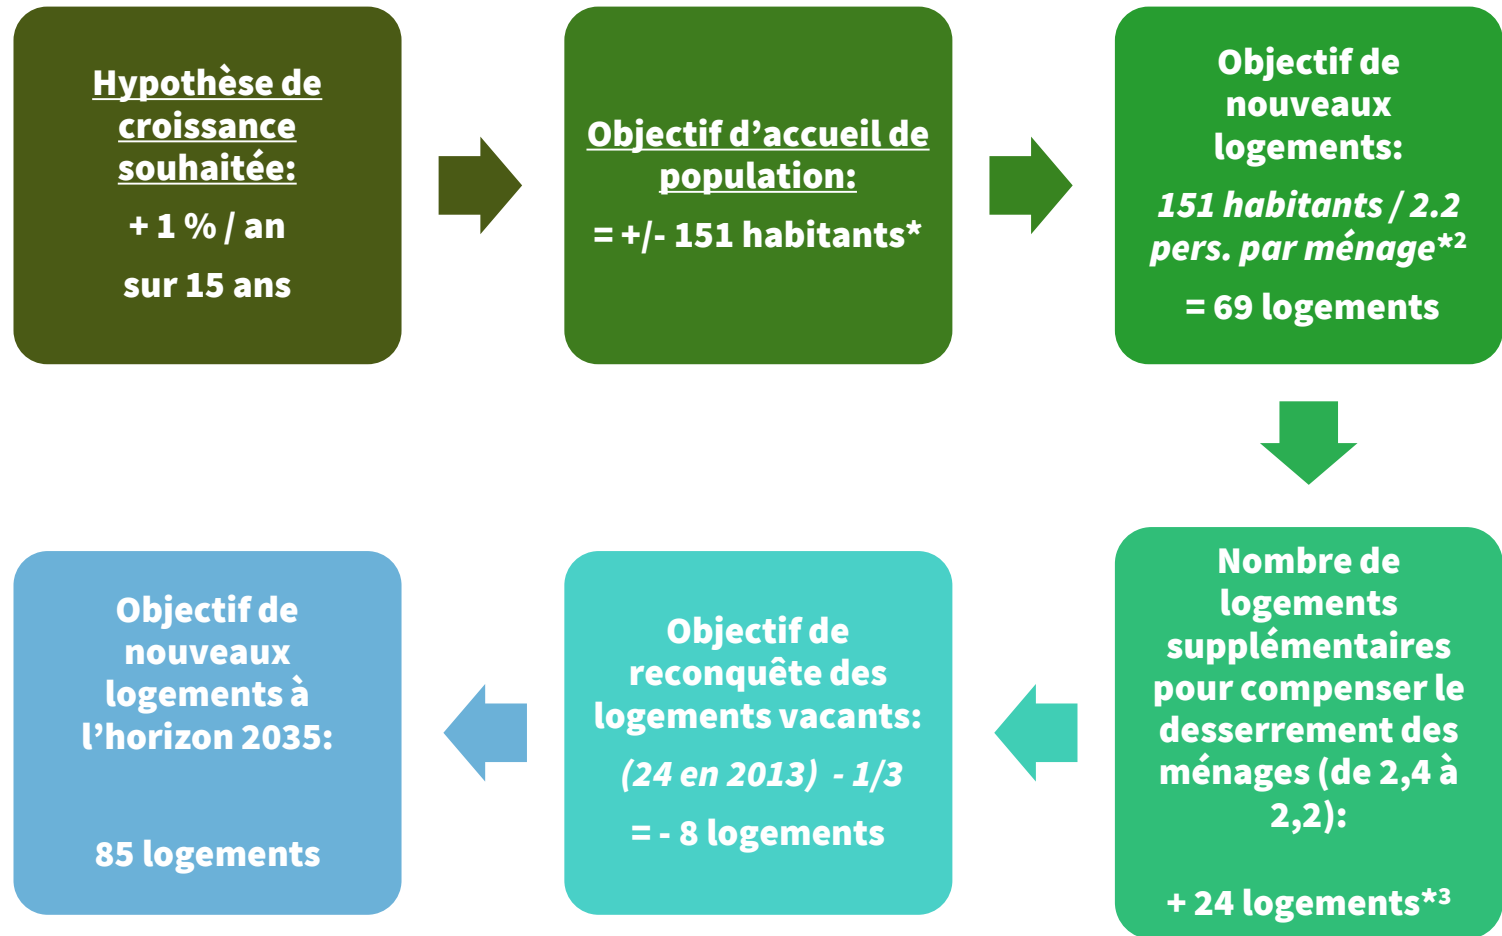 Hypothèse de
croissance
souhaitée:
+ 1 % / an
sur 15 ans
Objectif d’accueil de
population:
= +/- 151 habitants*
Objectif de
nouveaux
logements:
151 habitants / 2.2
pers. par ménage*²
= 69 logements
Nombre de
logements
supplémentaires
pour compenser le
desserrement des
ménages (de 2,4 à
2,2):
+ 24 logements*³
Objectif de
reconquête des
logements vacants:
(24 en 2013) - 1/3
= - 8 logements
Objectif de
nouveaux
logements à
l’horizon 2035:
85 logements